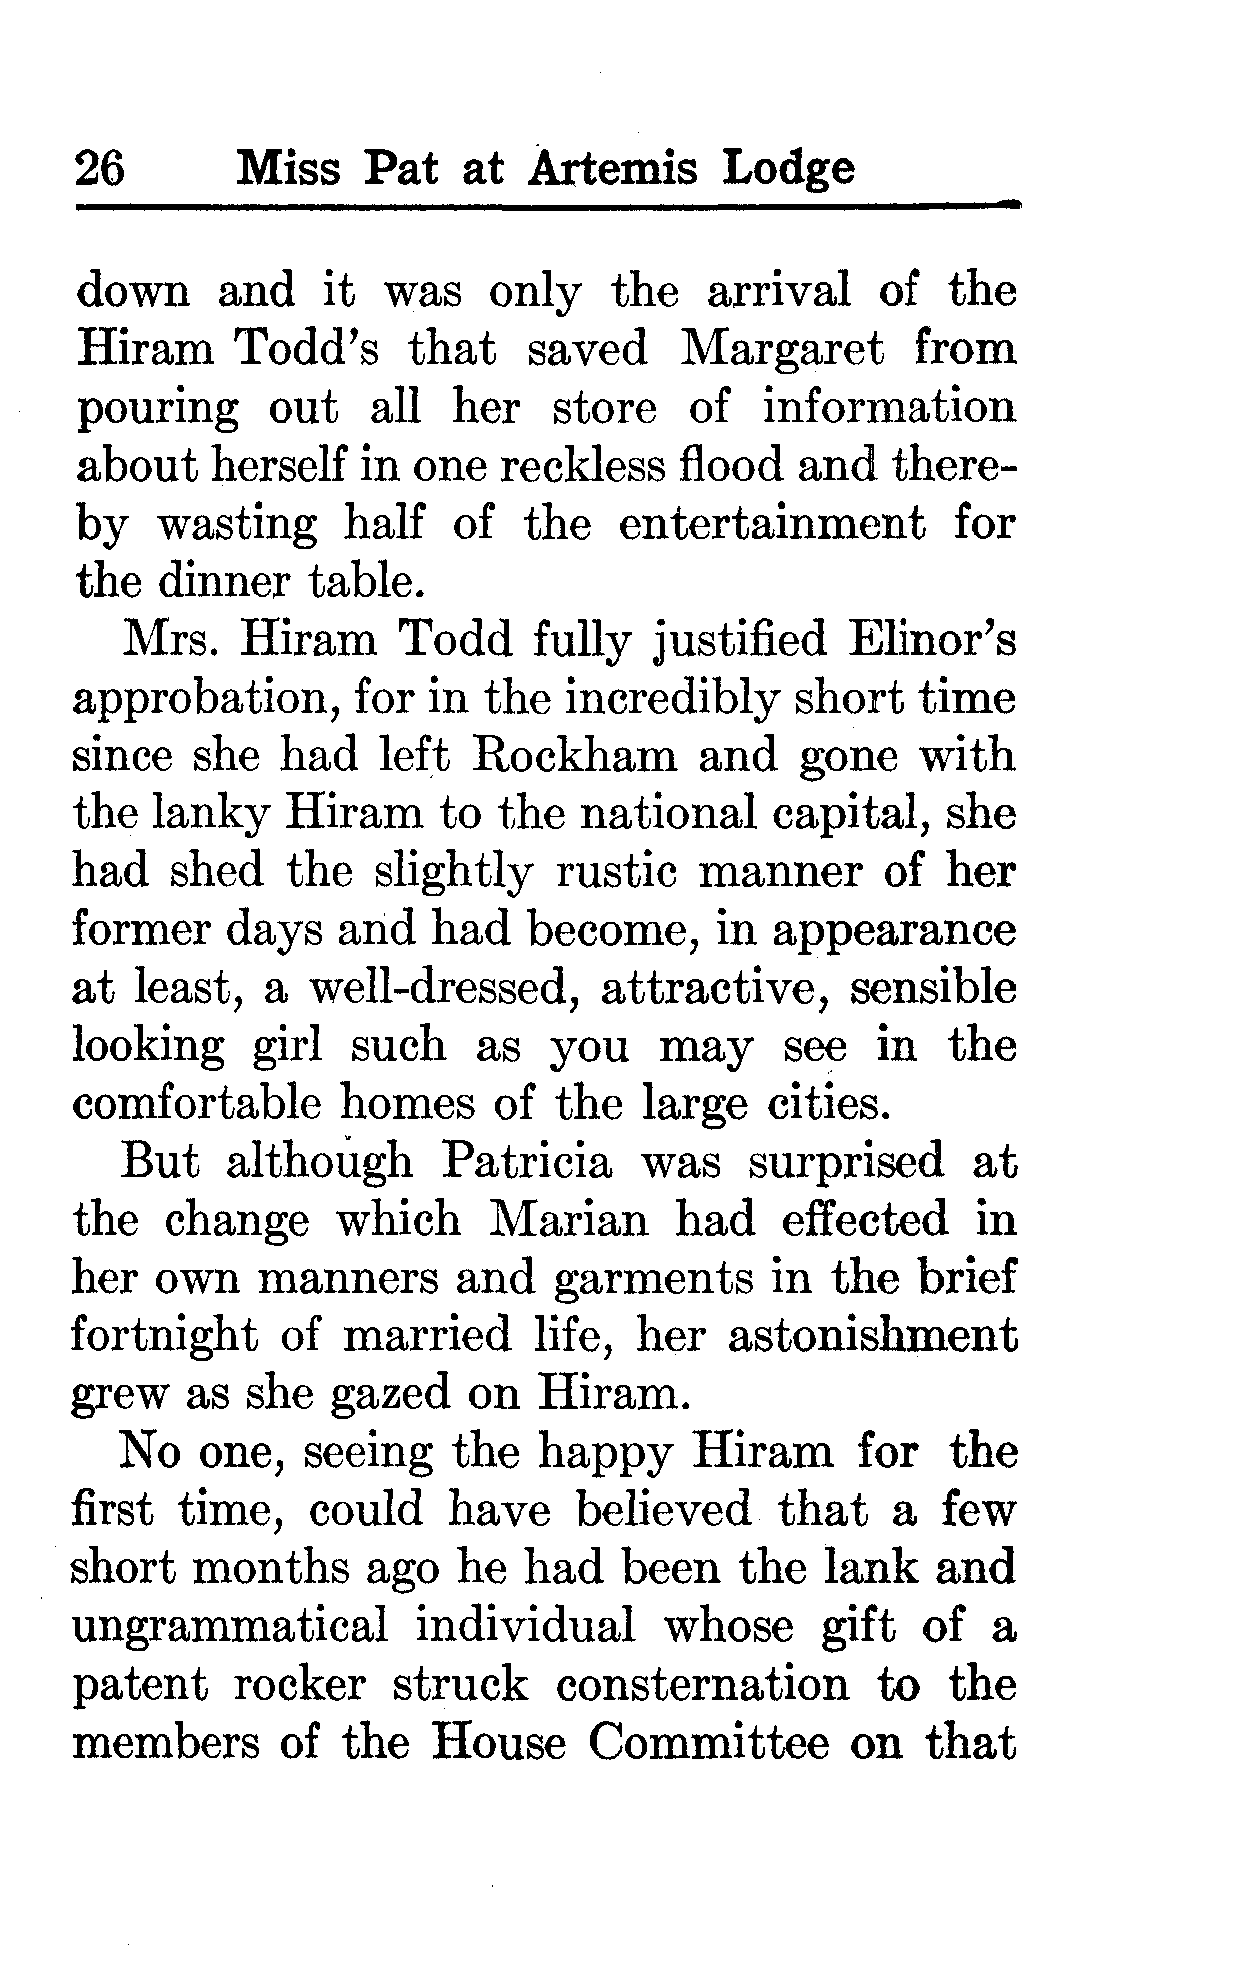 26 Miss Pat at Artemis Lodge
down and it was only the arrival of the
Hiram Todd's that saved Margaret from
pouring out all her store of information
about herself in one reckless flood and there-
by wasting half of the entertainment for
the dinner table.
Mrs. Hiram Todd fully justified Elinor's
approbation, for in the incredibly short time
since she had left Rockham and gone with
the lanky Hiram to the national capital, she
had shed the slightly rustic manner of her
former days and had become, in appearance
at least, a well-dressed, attractive, sensible
looking girl such as you may see in the
comfortable homes of the large cities.
But although Patricia was surprised at
the change which Marian had effected in
her own manners and garments in the brief
fortnight of married life, her astonishment
grew as she gazed on Hiram.
No one, seeing the happy Hiram for the
first time, could have believed that a few
short months ago he had been the lank and
ungrammatical individual whose gift of a
patent rocker struck consternation to the
members of the House Committee on that